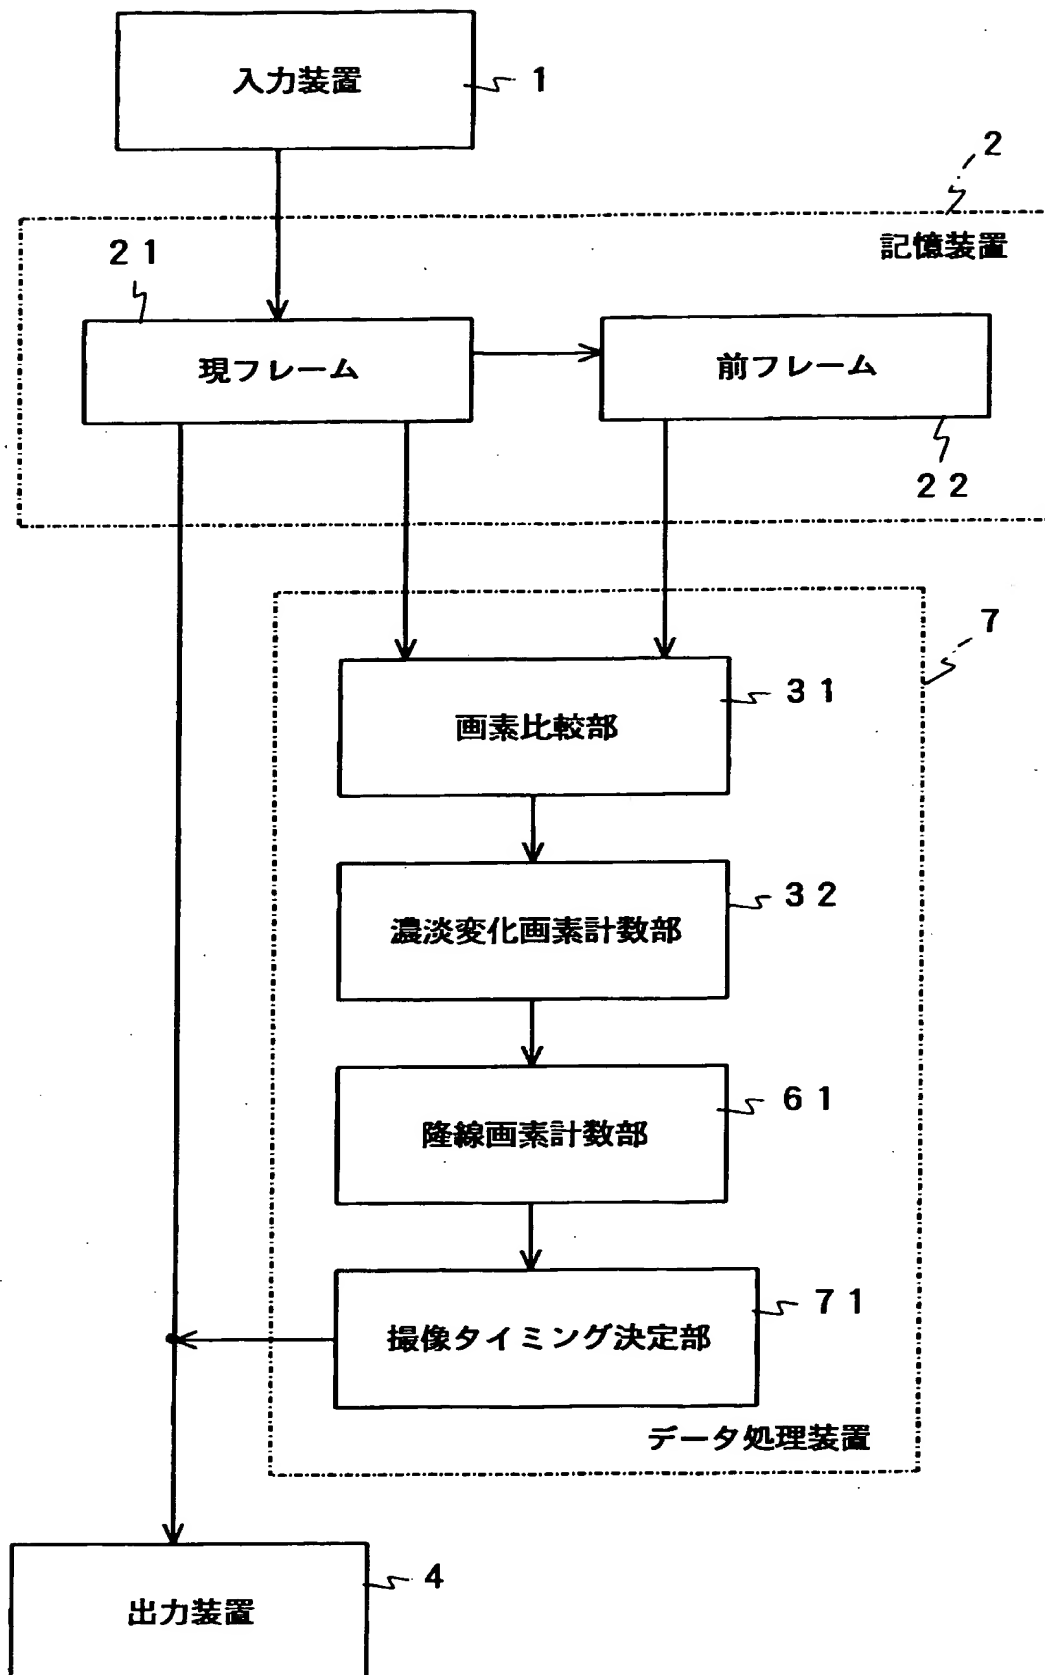 入力装置
1
2
記憶装置
21
現フレーム
前フレーム
22
7
画素比較部
31
濃淡変化画素計数部
32
隆線画素計数部
61
撮像タイミング決定部
71
データ処理装置
出力装置
4